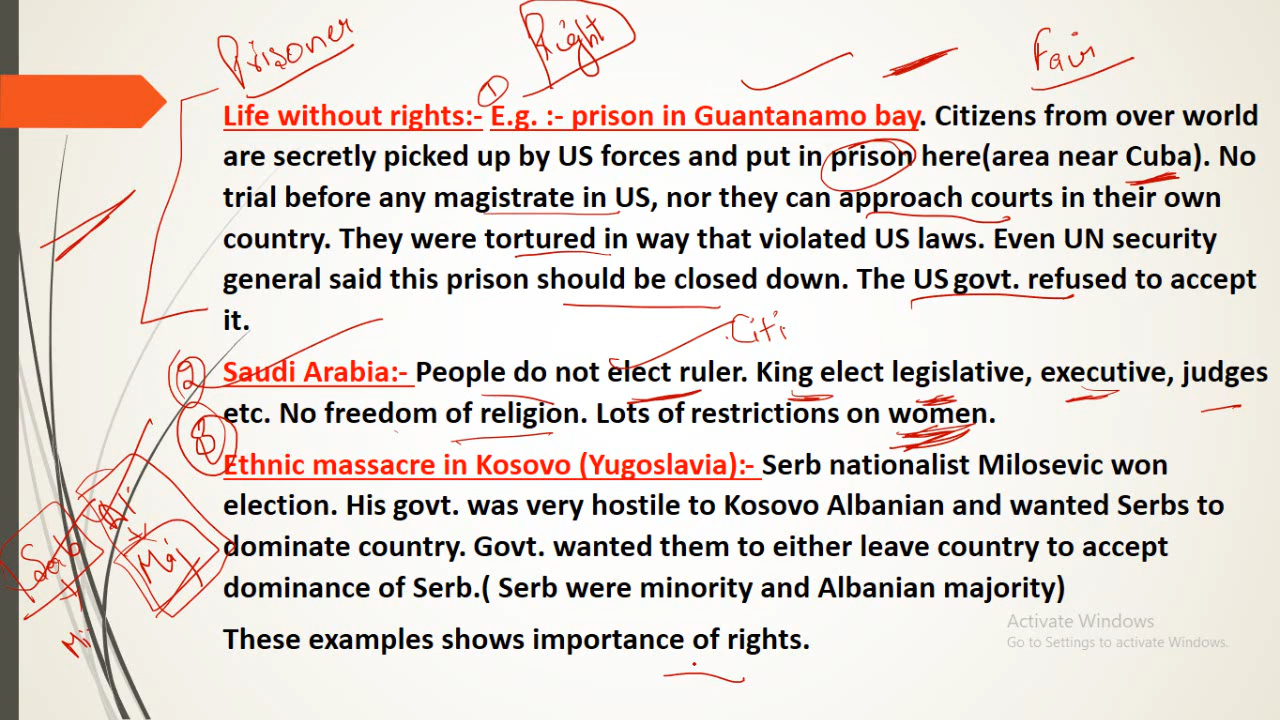 Prisoner
Right
Fair
①
Life without rights:- E.g. :- prison in Guantanamo bay. Citizens from over world
are secretly picked up by US forces and put in prison here(area near Cuba). No
trial before any magistrate in US, nor they can approach courts in their own
country. They were tortured in way that violated US laws. Even UN security
general said this prison should be closed down. The US govt. refused to accept
it.
Citi
2
Saudi Arabia:- People do not elect ruler. King elect legislative, executive, judges
etc. No freedom of religion. Lots of restrictions on women.
3
Ethnic massacre in Kosovo (Yugoslavia):- Serb nationalist Milosevic won
election. His govt. was very hostile to Kosovo Albanian and wanted Serbs to
dominate country. Govt. wanted them to either leave country to accept
dominance of Serb.( Serb were minority and Albanian majority)
Serb
Maj
Mi
These examples shows importance of rights.
Activate Windows
Go to Settings to activate Windows.